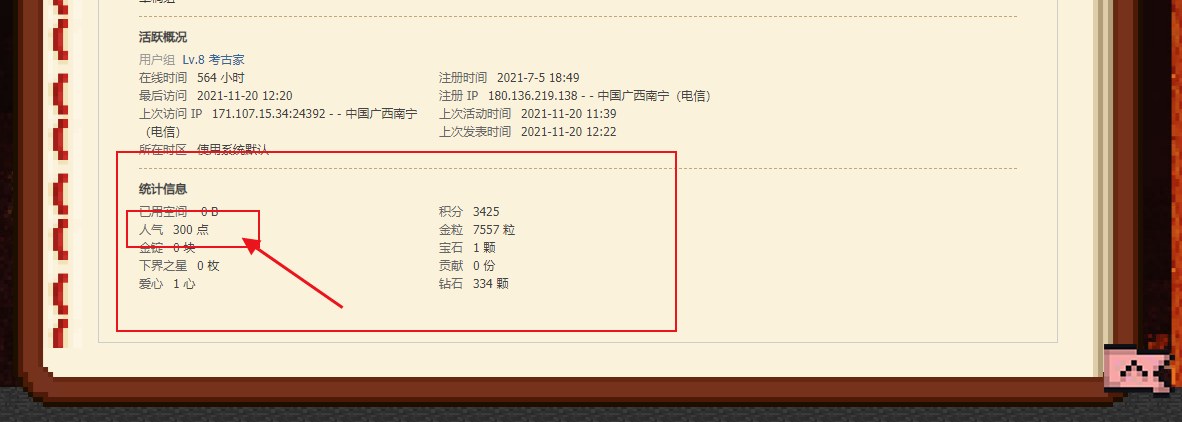 活跃概况
用户组 Lv.8 考古家
在线时间 564 小时
注册时间 2021-7-5 18:49
最后访问 2021-11-20 12:20
注册 IP 180.136.219.138 - - 中国广西南宁（电信）
上次访问 IP 171.107.15.34:24392 - - 中国广西南宁
（电信）
上次活动时间 2021-11-20 11:39
上次发表时间 2021-11-20 12:22
所在时区 使用系统默认
统计信息
已用空间 0 B
积分 3425
人气 300 点
金粒 7557 粒
金锭 0 块
宝石 1 颗
下界之星 0 枚
贡献 0 份
爱心 1 心
钻石 334 颗